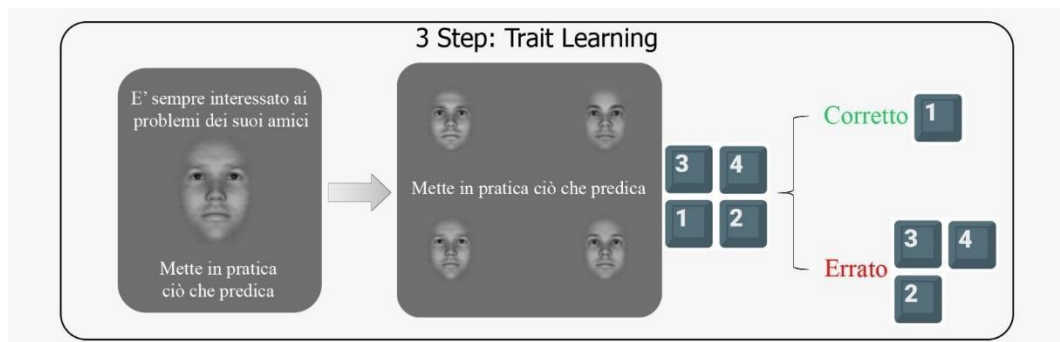 3 Step: Trait Learning
E' sempre interessato ai
problemi dei suoi amici
Mette in pratica
ciò che predica
Mette in pratica ciò che predica
3 4
1 2
Corretto 1
Errato 3 4
2